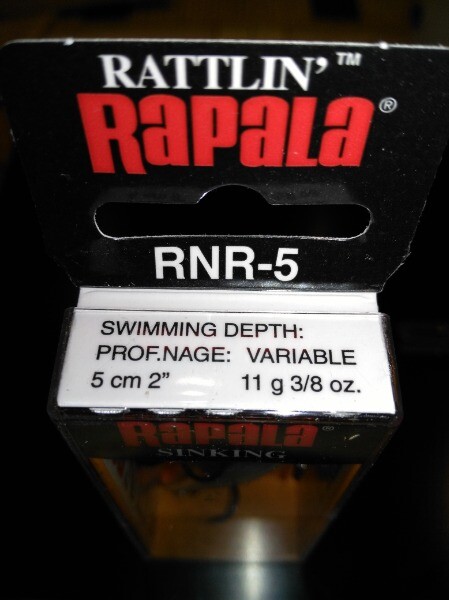 RATTLIN'™
Rapala®
RNR-5
SWIMMING DEPTH:
PROF.NAGE: VARIABLE
5 cm 2" 11 g 3/8 oz.
Rapala®
SINKING